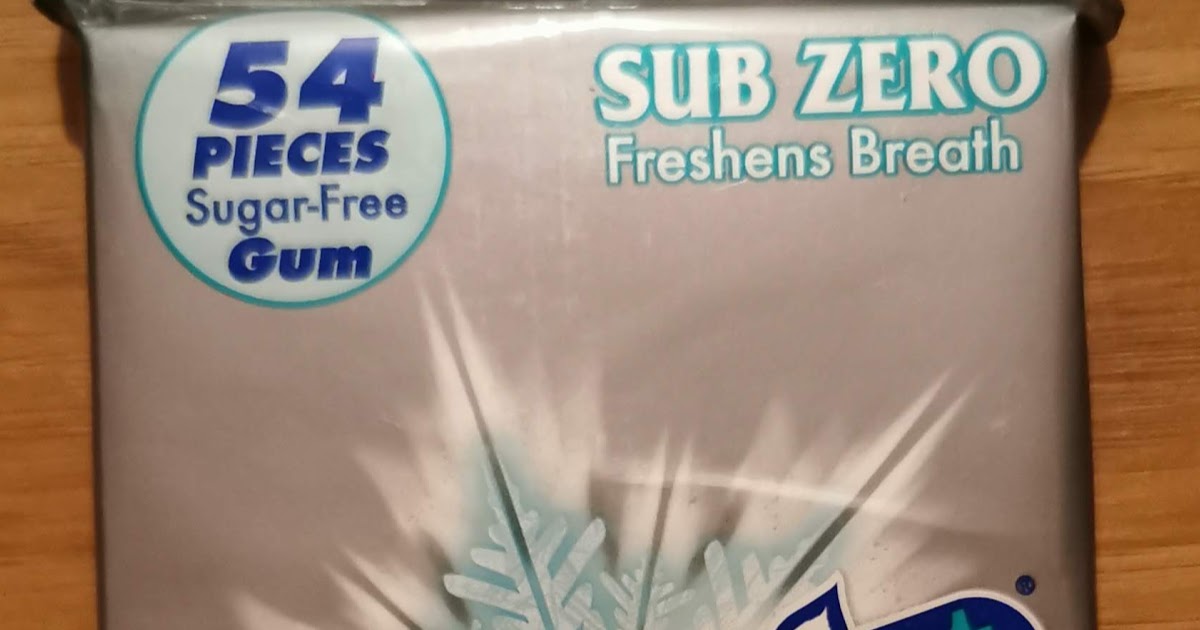 54
PIECES
Sugar-Free
Gum
SUB ZERO
Freshens Breath
®